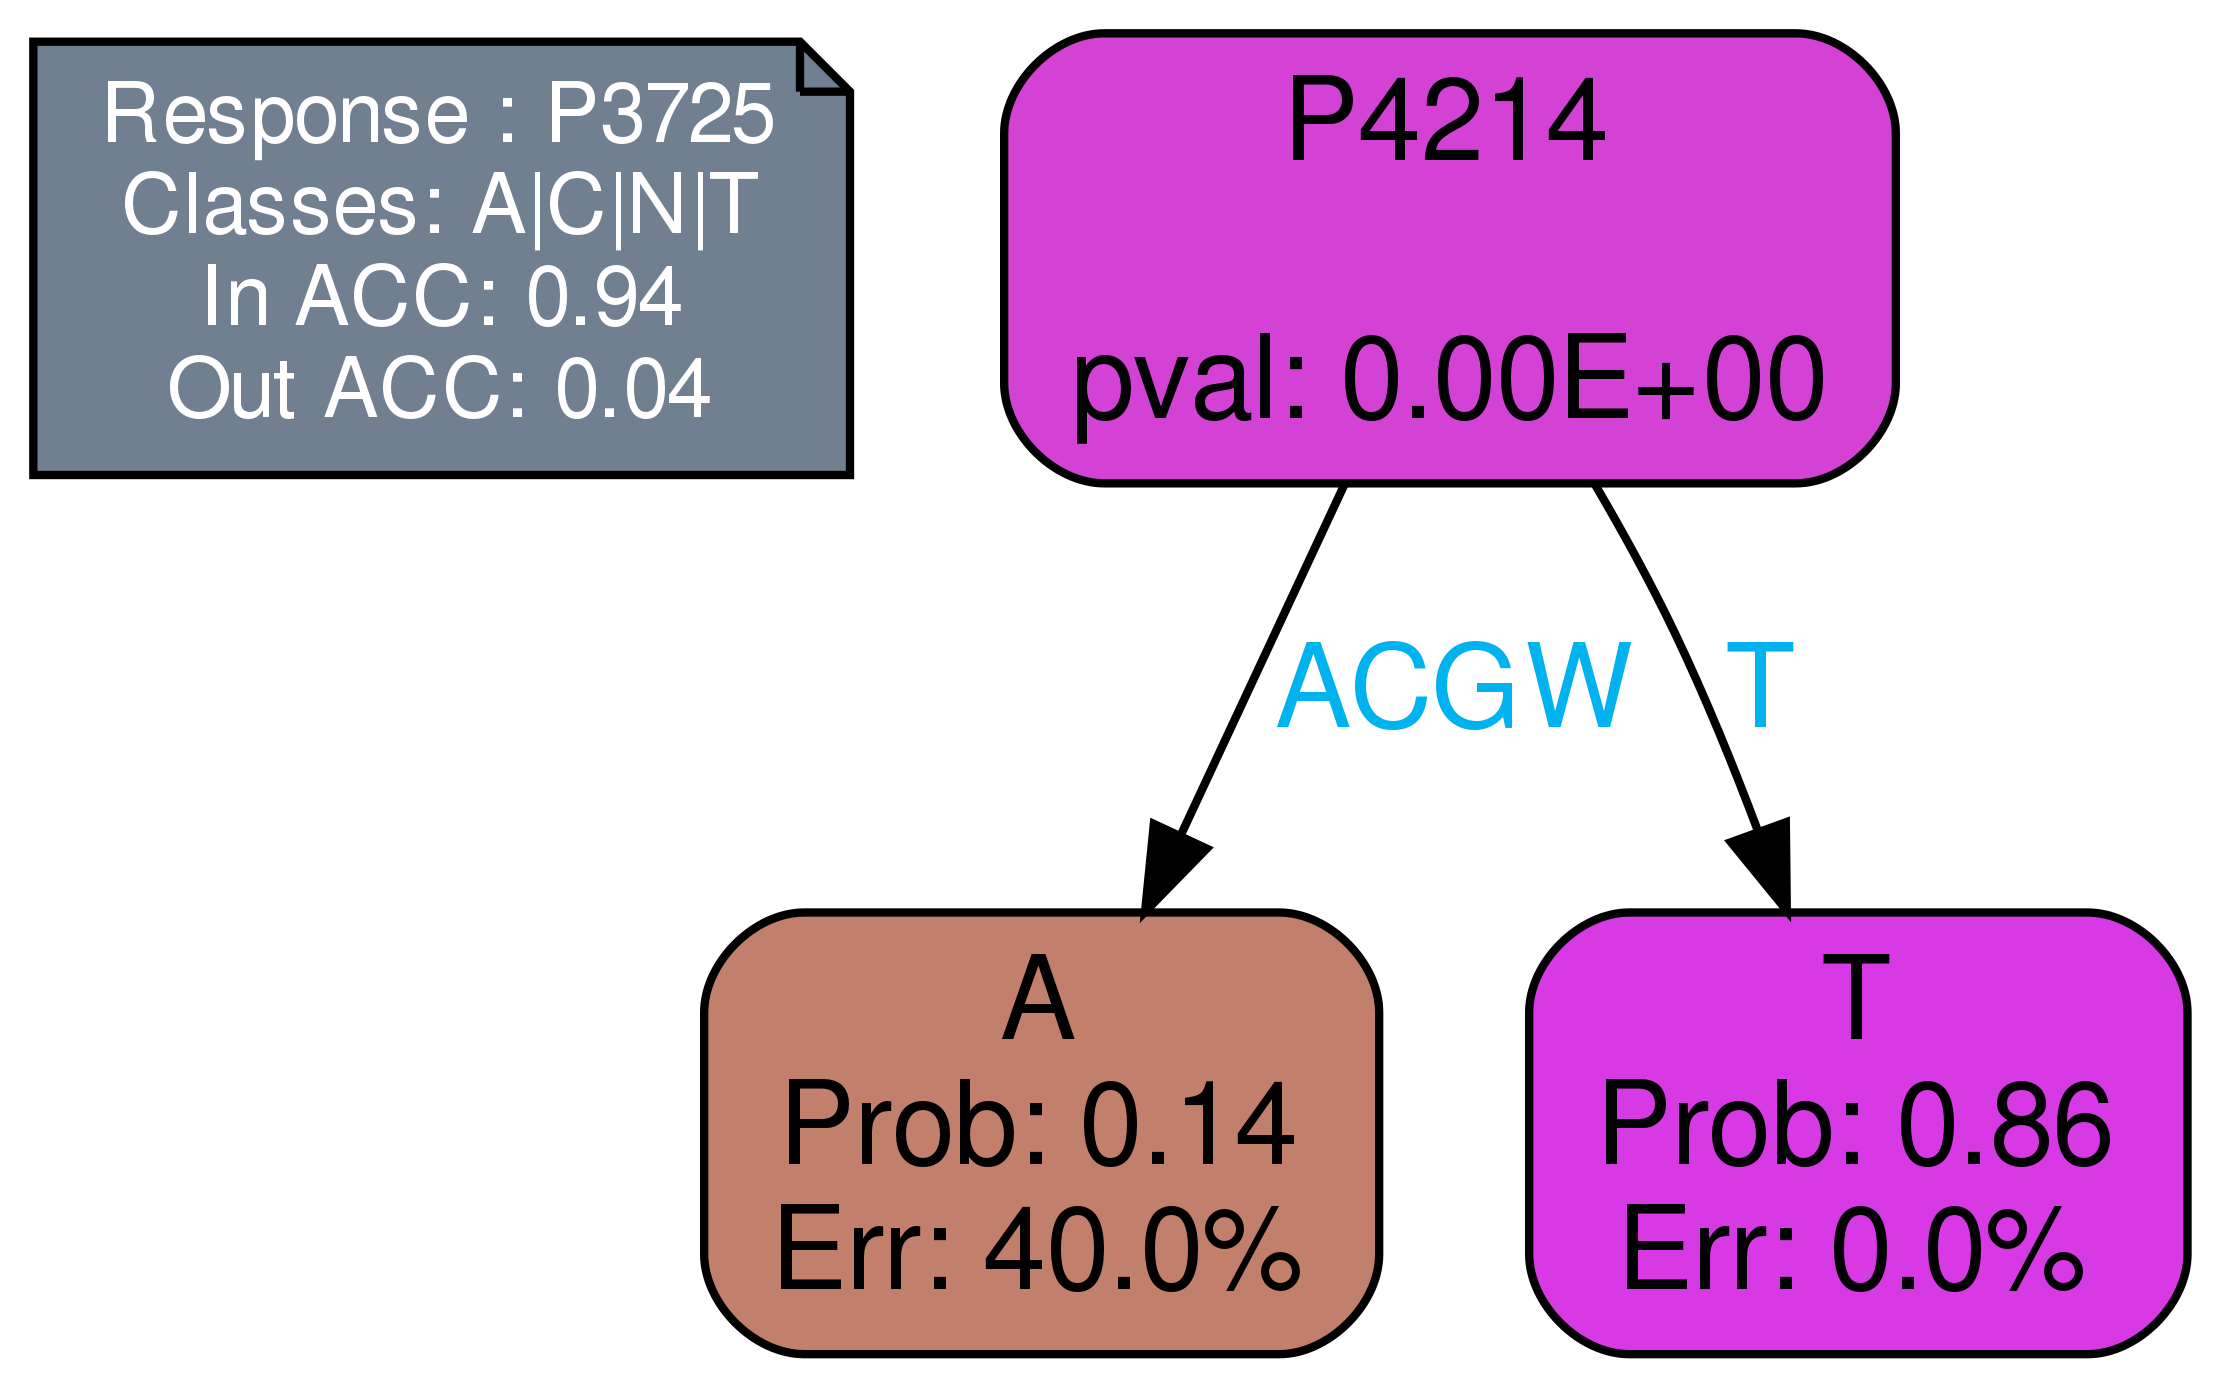 Response : P3725
Classes: A|C|N|T
In ACC: 0.94
Out ACC: 0.04
P4214
pval: 0.00E+00
ACGW
T
A
Prob: 0.14
Err: 40.0%
T
Prob: 0.86
Err: 0.0%